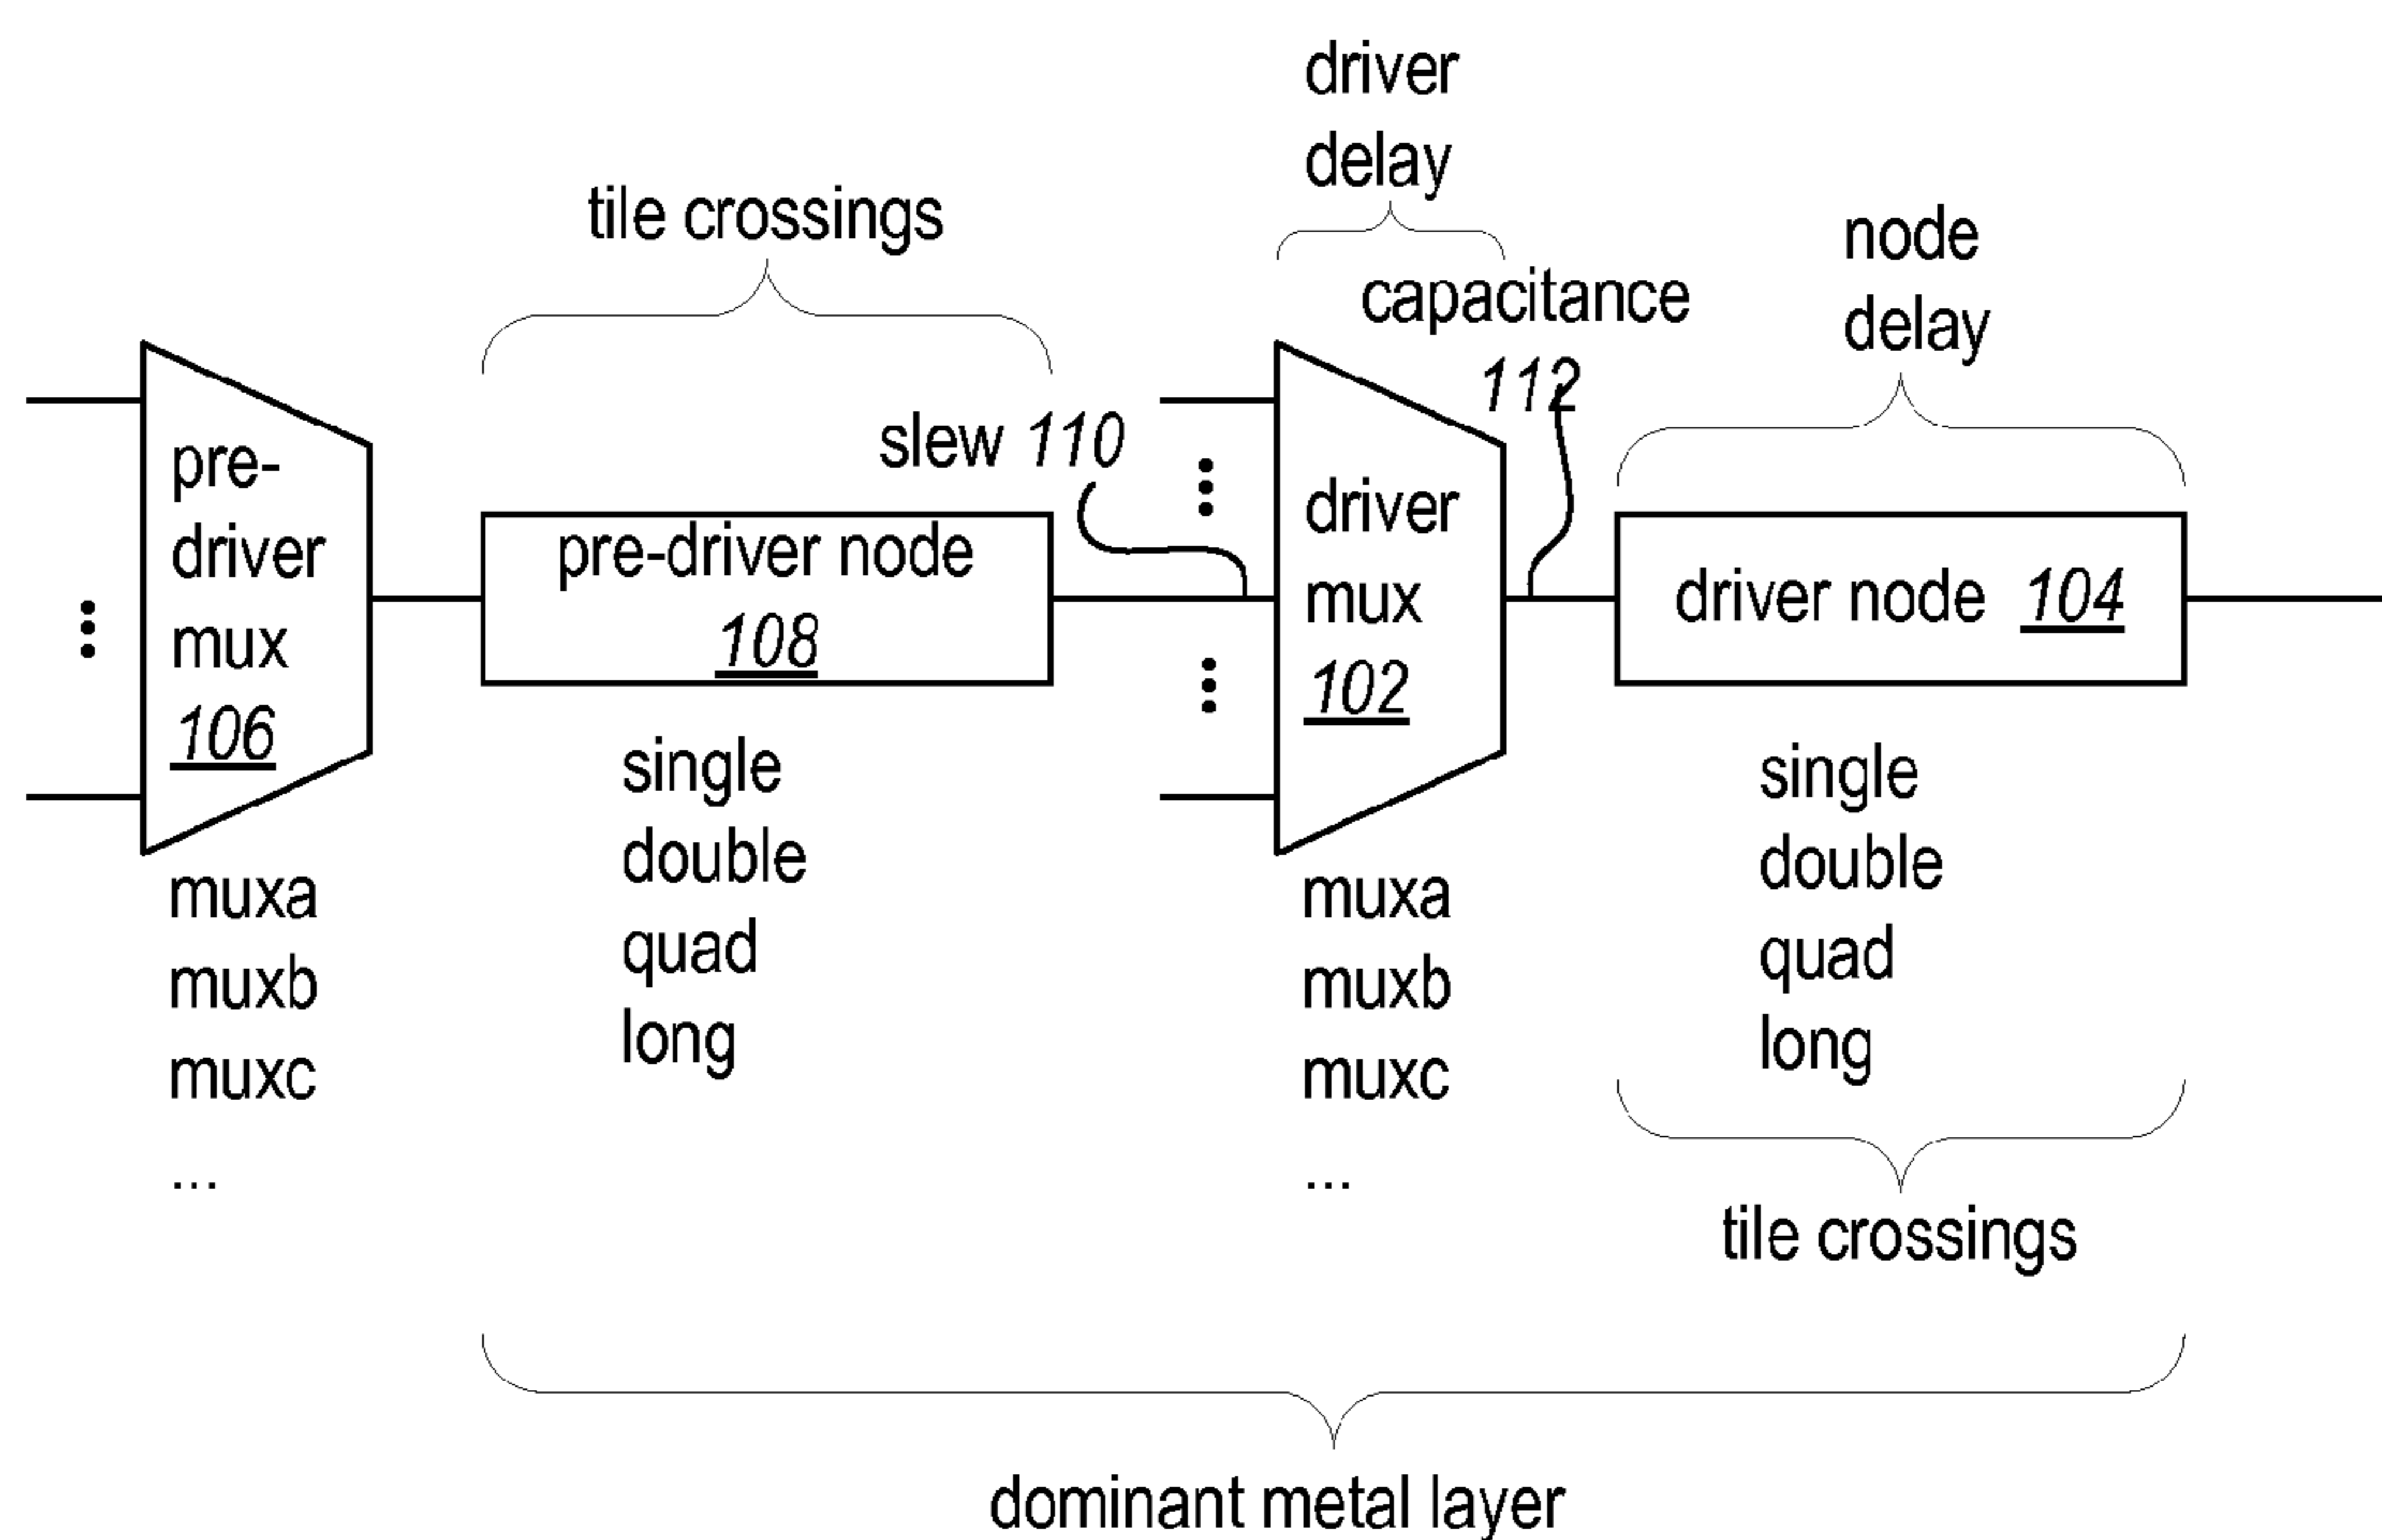 driver
delay
tile crossings
node
delay
capacitance
112
slew 110
pre-
driver
mux
106
pre-driver node
108
driver
mux
102
driver node 104
single
double
quad
long
single
double
quad
long
muxa
muxb
muxc
...
muxa
muxb
muxc
...
tile crossings
dominant metal layer